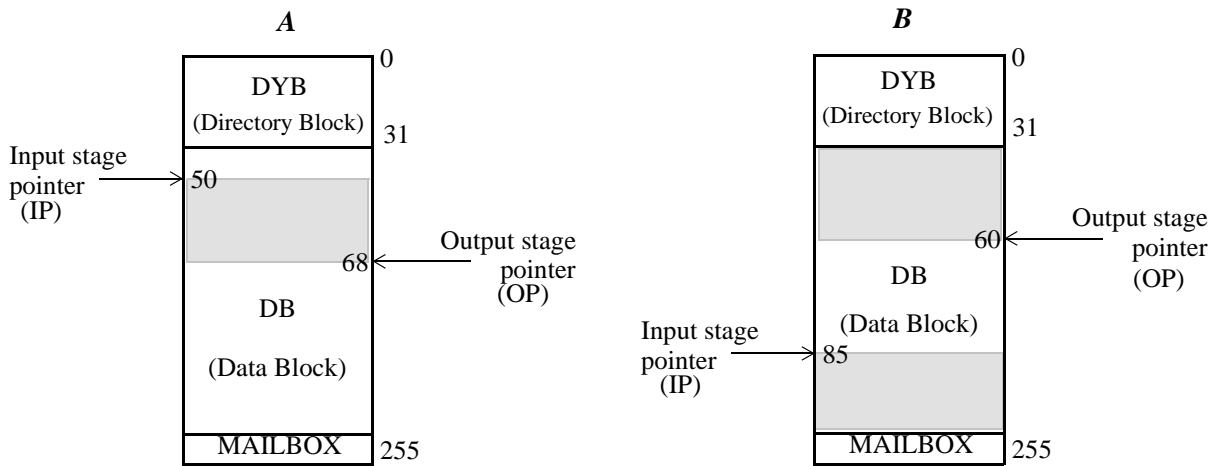 A
0
DYB
(Directory Block)
31
Input stage
pointer
(IP)
50
68
Output stage
pointer
(OP)
DB
(Data Block)
MAILBOX
255
B
0
DYB
(Directory Block)
31
60
Output stage
pointer
(OP)
DB
(Data Block)
Input stage
pointer
(IP)
85
MAILBOX
255